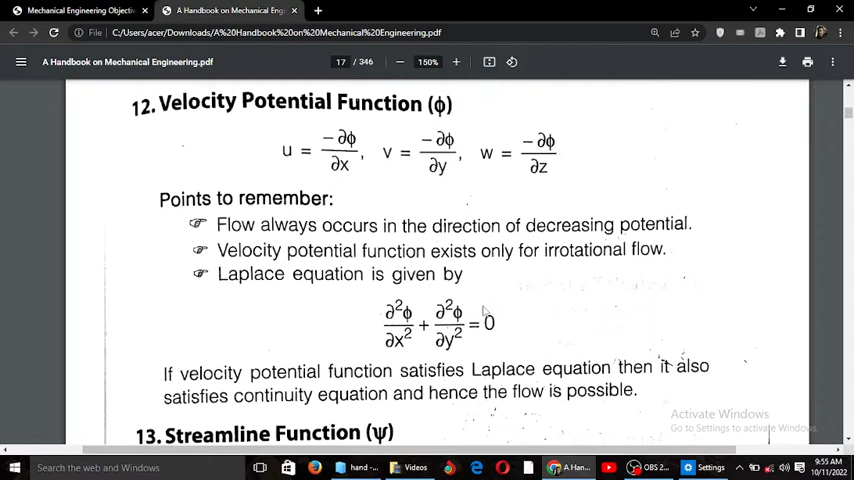 Mechanical Engineering Objectiv
A Handbook on Mechanical Eng
File
C:/Users/acer/Downloads/A%20Handbook%20on%20Mechanical%20Engineering.pdf
A Handbook on Mechanical Engineering.pdf
17 / 346
150%
12. Velocity Potential Function (ϕ)
u = −∂ϕ/∂x, v = −∂ϕ/∂y, w = −∂ϕ/∂z
Points to remember:
☞ Flow always occurs in the direction of decreasing potential.
☞ Velocity potential function exists only for irrotational flow.
☞ Laplace equation is given by
∂²ϕ/∂x² + ∂²ϕ/∂y² = 0
If velocity potential function satisfies Laplace equation then it also
satisfies continuity equation and hence the flow is possible.
Activate Windows
Go to Settings to activate Windows.
13. Streamline Function (ψ)
Search the web and Windows
hand -...
Videos
A Han...
OBS 2...
Settings
9:55 AM
10/11/2022